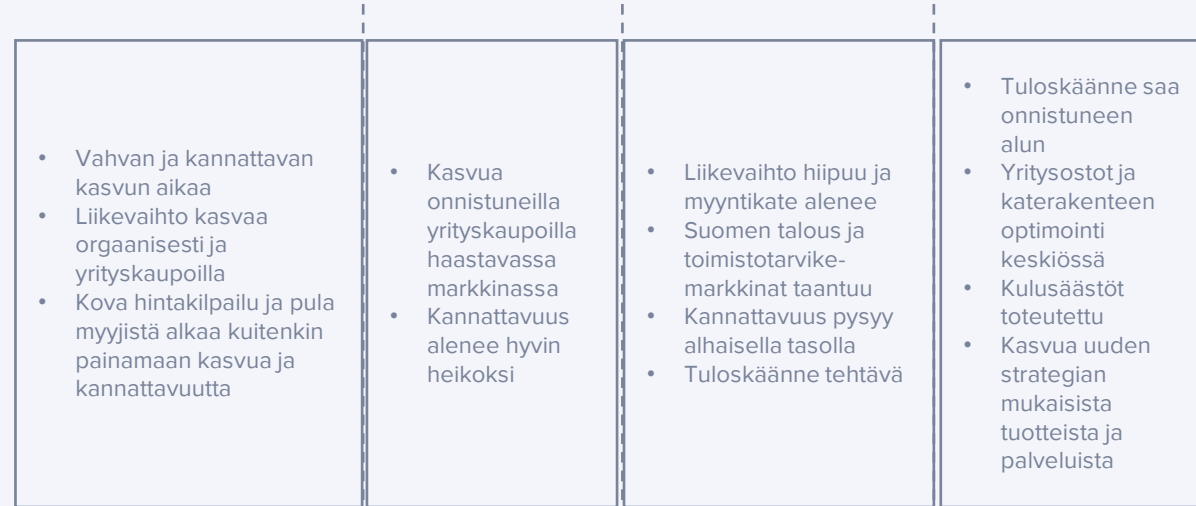 • Vahvan ja kannattavan
kasvun aikaa
• Liikevaihto kasvaa
orgaanisesti ja
yrityskaupoilla
• Kova hintakilpailu ja pula
myyjistä alkaa kuitenkin
painamaan kasvua ja
kannattavuutta
• Kasvua
onnistuneilla
yrityskaupoilla
haastavassa
markkinassa
• Kannattavuus
alenee hyvin
heikoksi
• Liikevaihto hiipuu ja
myyntikate alenee
• Suomen talous ja
toimistotarvike-
markkinat taantuu
• Kannattavuus pysyy
alhaisella tasolla
• Tuloskäänne tehtävä
• Tuloskäänne saa
onnistuneen
alun
• Yritysostot ja
katerakenteen
optimointi
keskiössä
• Kulusäästöt
toteutettu
• Kasvua uuden
strategian
mukaisista
tuotteista ja
palveluista